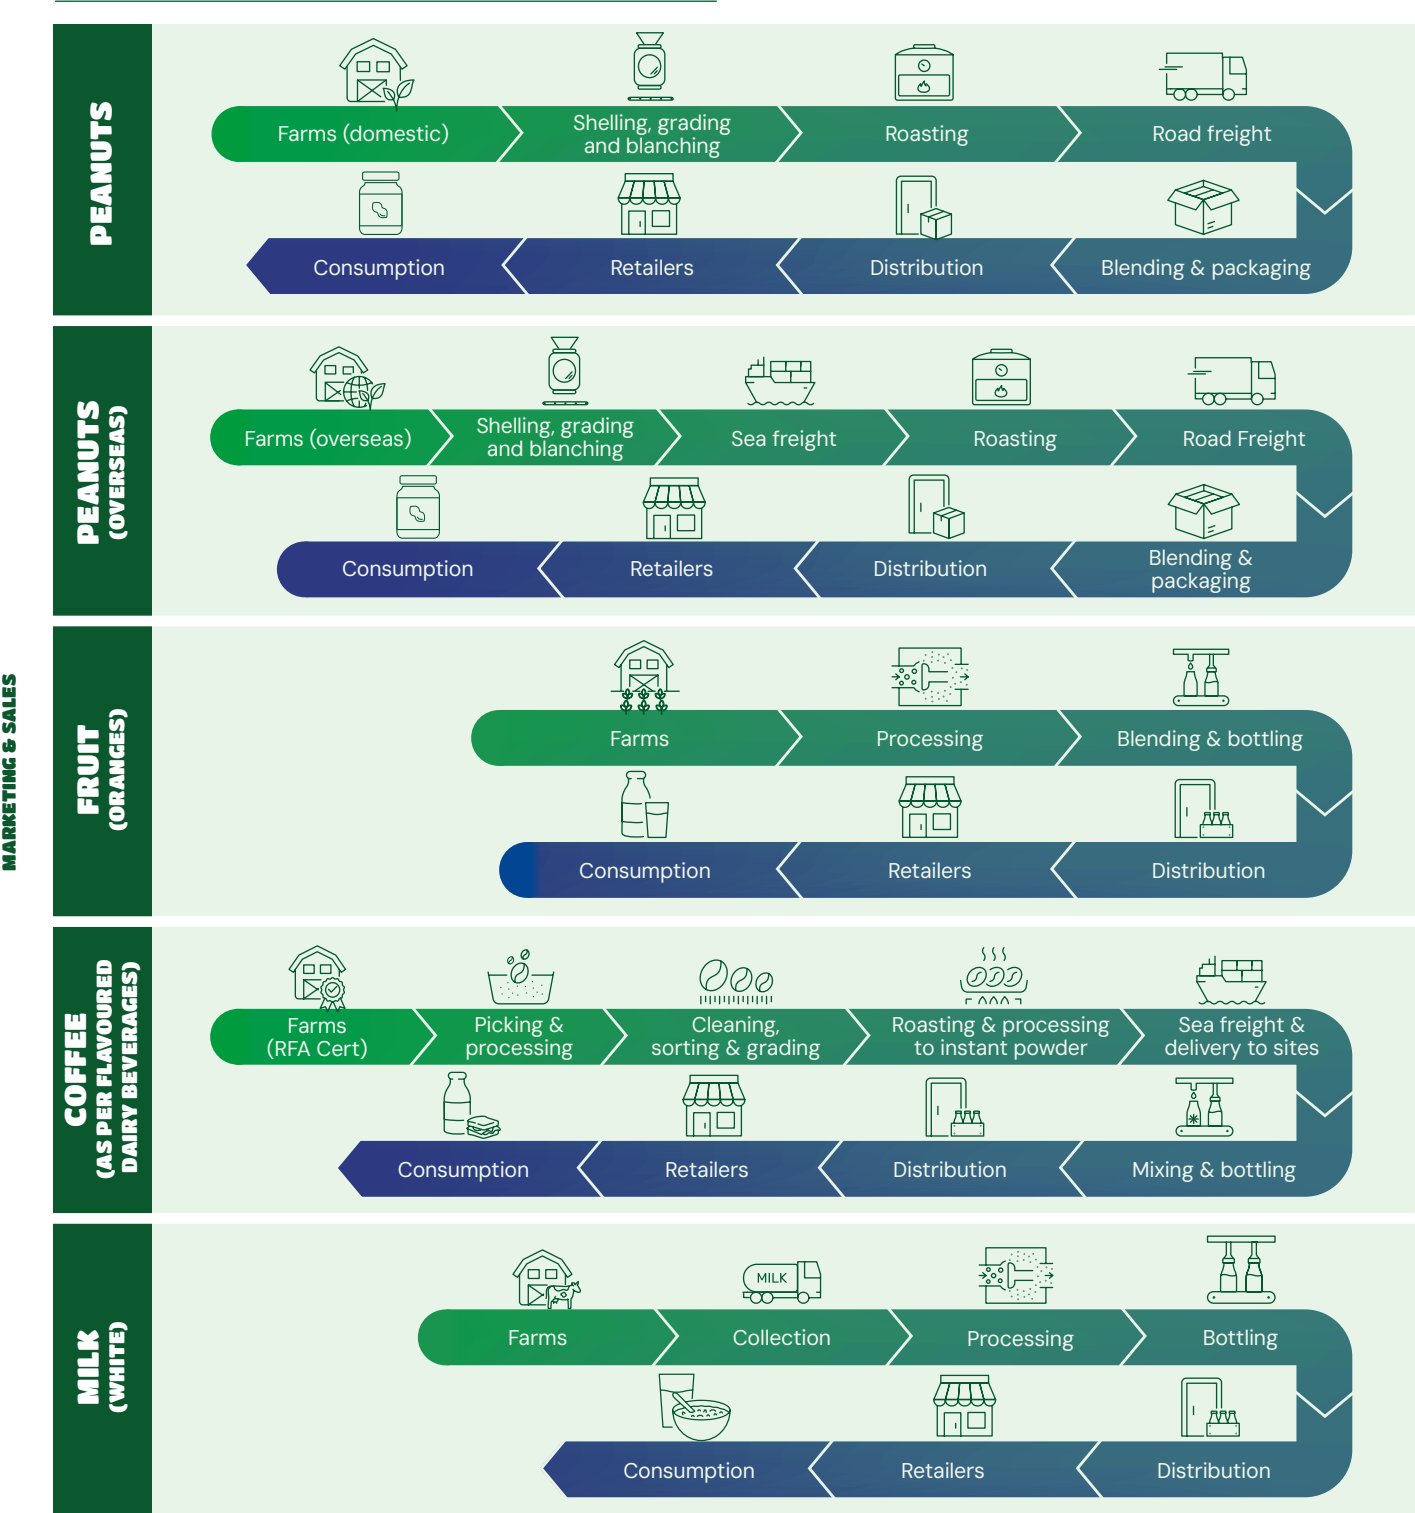 MARKETING & SALES
PEANUTS
Farms (domestic)
Shelling, grading
and blanching
Roasting
Road freight
Blending & packaging
Distribution
Retailers
Consumption
PEANUTS
(OVERSEAS)
Farms (overseas)
Shelling, grading
and blanching
Sea freight
Roasting
Road Freight
Blending &
packaging
Distribution
Retailers
Consumption
FRUIT
(ORANGES)
Farms
Processing
Blending & bottling
Distribution
Retailers
Consumption
COFFEE
(AS PER FLAVOURED
DAIRY BEVERAGES)
Farms
(RFA Cert)
Picking &
processing
Cleaning,
sorting & grading
Roasting & processing
to instant powder
Sea freight &
delivery to sites
Mixing & bottling
Distribution
Retailers
Consumption
MILK
(WHITE)
Farms
MILK
Collection
Processing
Bottling
Distribution
Retailers
Consumption